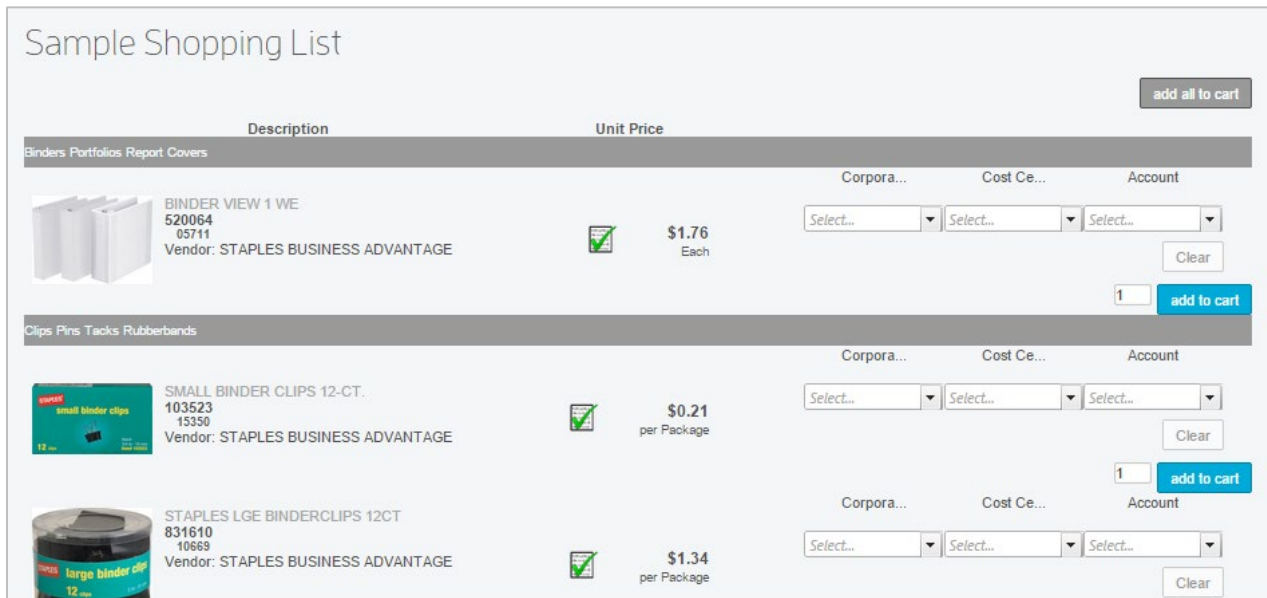 Sample Shopping List
add all to cart
Description Unit Price
Binders Portfolios Report Covers
Corpora... Cost Ce... Account
BINDER VIEW 1 WE
520064
05711
Vendor: STAPLES BUSINESS ADVANTAGE
$1.76
Each
Select... Select... Select...
Clear
1 add to cart
Clips Pins Tacks Rubberbands
Corpora... Cost Ce... Account
STAPLES
small binder clips
12 clips
SMALL BINDER CLIPS 12-CT.
103523
15350
Vendor: STAPLES BUSINESS ADVANTAGE
$0.21
per Package
Select... Select... Select...
Clear
1 add to cart
Corpora... Cost Ce... Account
STAPLES
large binder clips
12 clips
STAPLES LGE BINDERCLIPS 12CT
831610
10669
Vendor: STAPLES BUSINESS ADVANTAGE
$1.34
per Package
Select... Select... Select...
Clear